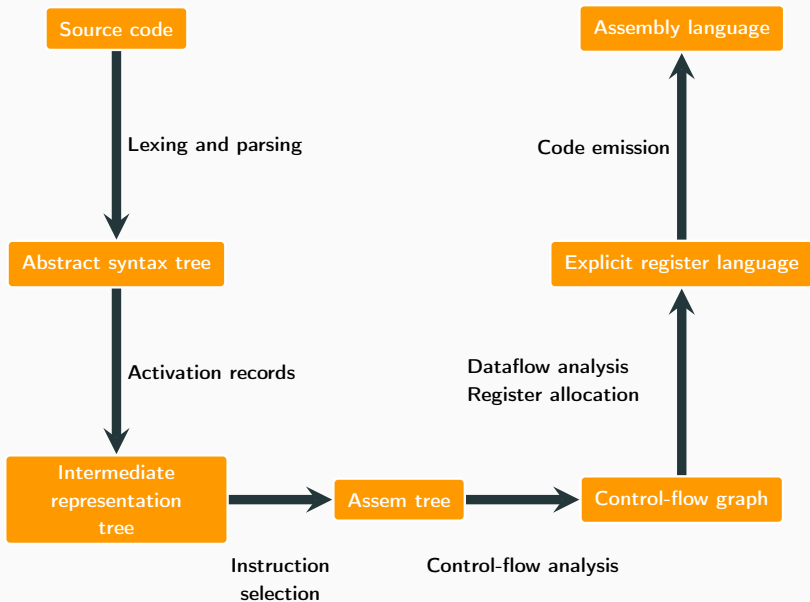 Source code
Assembly language
Lexing and parsing
Code emission
Abstract syntax tree
Explicit register language
Activation records
Dataflow analysis
Register allocation
Intermediate
representation
tree
Assem tree
Control-flow graph
Instruction
selection
Control-flow analysis